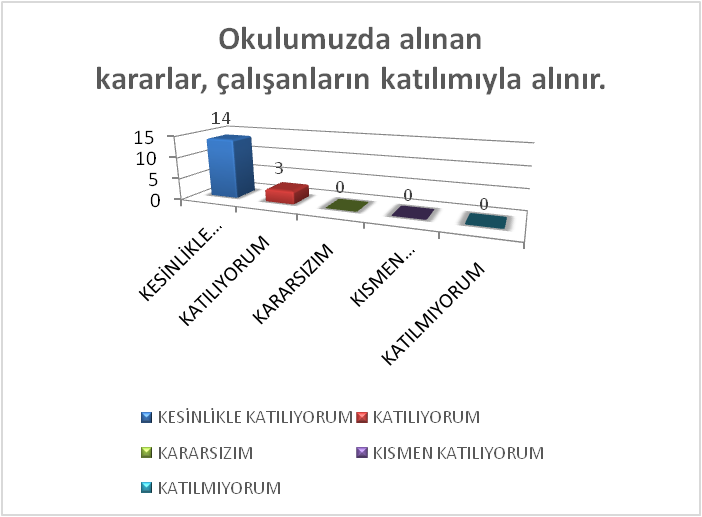 Okulumuzda alınan
kararlar, çalışanların katılımıyla alınır.
14
15
10
5
0
3
0
0
0
KESİNLİKLE...
KATILIYORUM
KARARSIZIM
KISMEN...
KATILMIYORUM
KESİNLİKLE KATILIYORUM
KATILIYORUM
KARARSIZIM
KISMEN KATILIYORUM
KATILMIYORUM